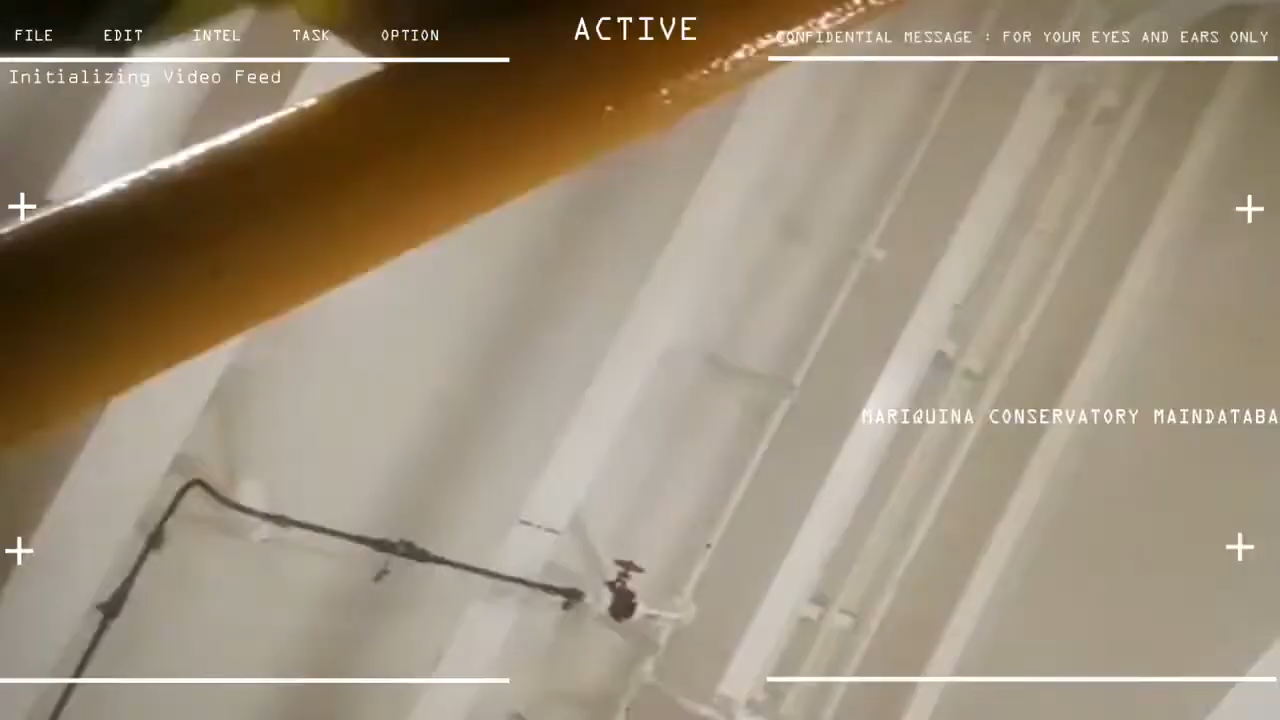 FILE EDIT INTEL TASK OPTION
ACTIVE
CONFIDENTIAL MESSAGE : FOR YOUR EYES AND EARS ONLY
Initializing Video Feed
MARIQUINA CONSERVATORY MAINDATABA